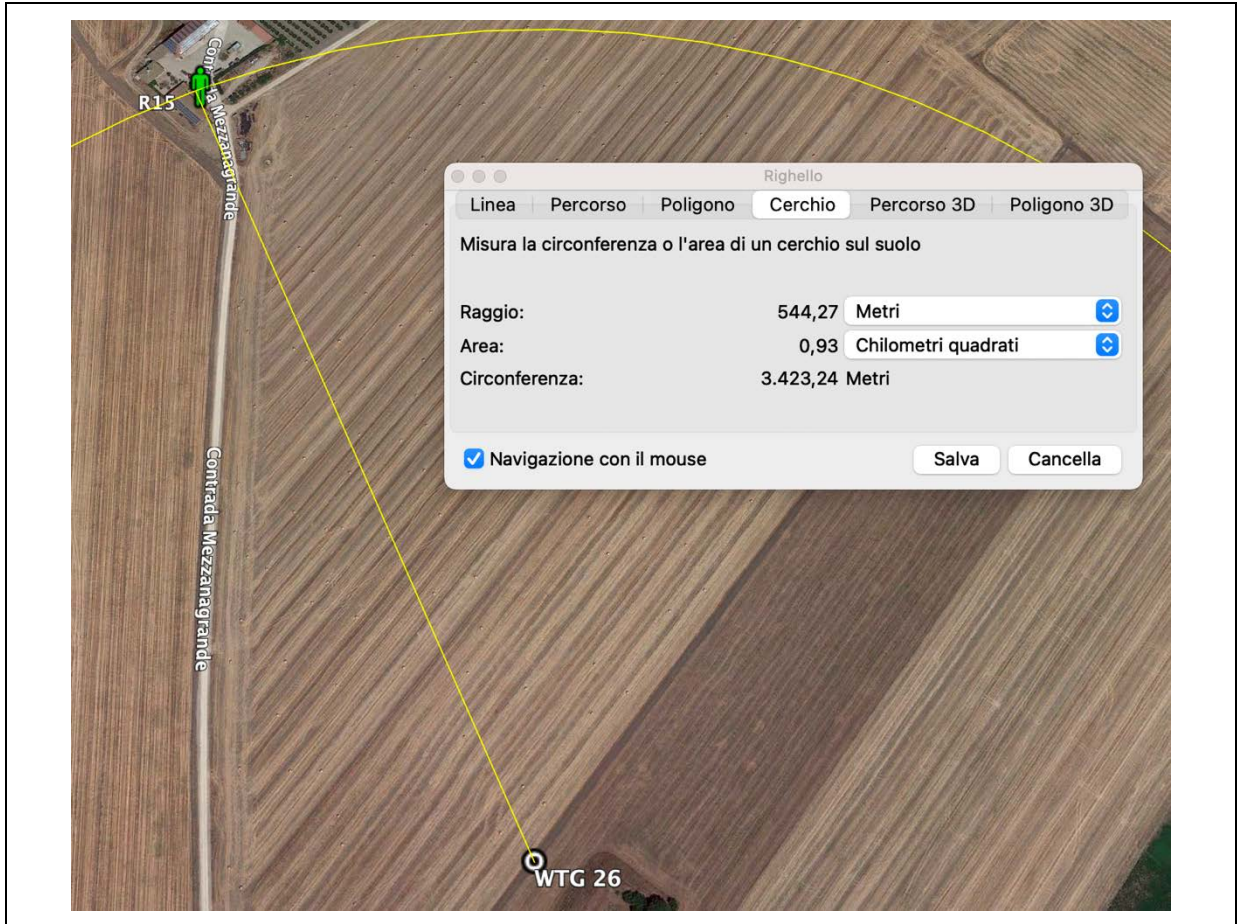 Contrada Mezzanagrande
R15
Righello
Linea Percorso Poligono Cerchio Percorso 3D Poligono 3D
Misura la circonferenza o l'area di un cerchio sul suolo
Raggio: 544,27 Metri
Area: 0,93 Chilometri quadrati
Circonferenza: 3.423,24 Metri
Navigazione con il mouse Salva Cancella
Contrada Mezzanagrande
WTG 26